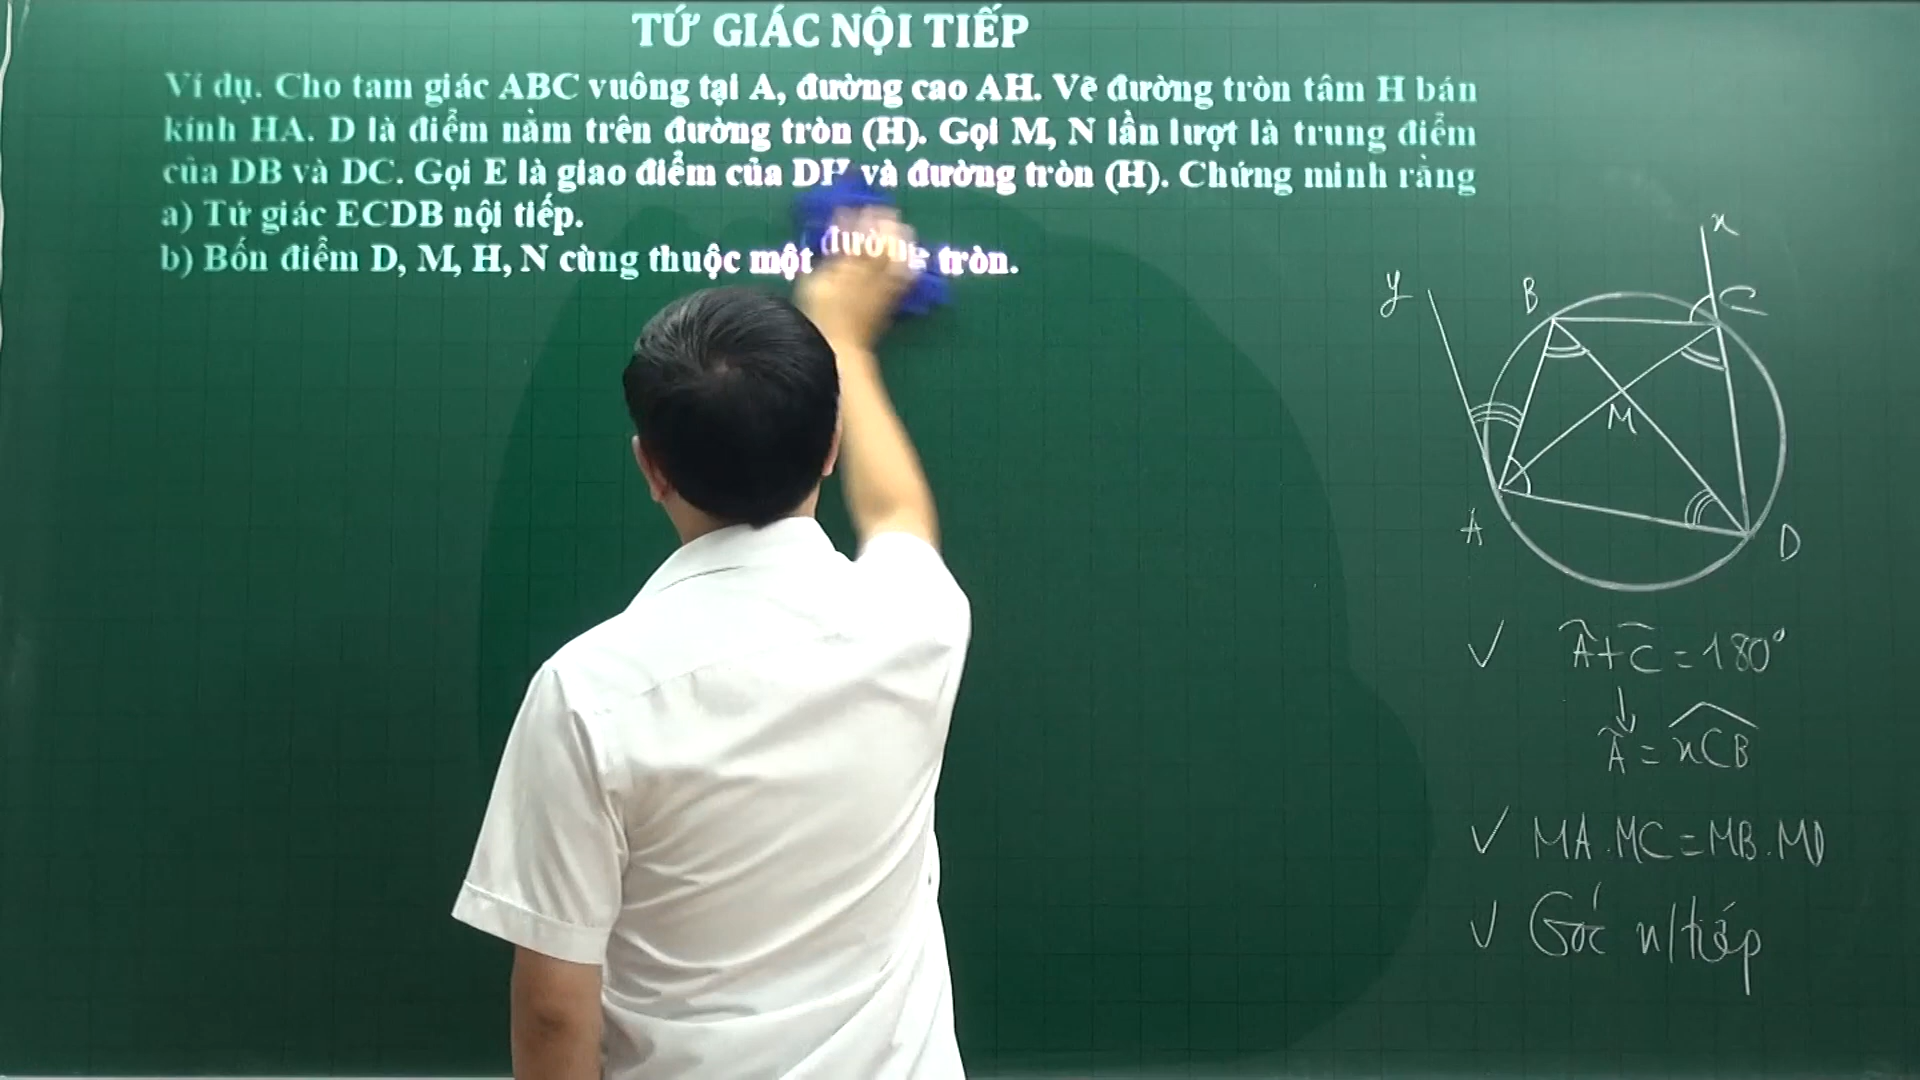 TỨ GIÁC NỘI TIẾP
Ví dụ. Cho tam giác ABC vuông tại A, đường cao AH. Vẽ đường tròn tâm H bán
kính HA. D là điểm nằm trên đường tròn (H). Gọi M, N lần lượt là trung điểm
của DB và DC. Gọi E là giao điểm của DH và đường tròn (H). Chứng minh rằng
a) Tứ giác ECDB nội tiếp.
b) Bốn điểm D, M, H, N cùng thuộc một đường tròn.
x
y
B
C
M
A
D
✓ Â+Ĉ=180°
↓
Â = xCB
✓ MA.MC=MB.MD
✓ Góc n/tiếp